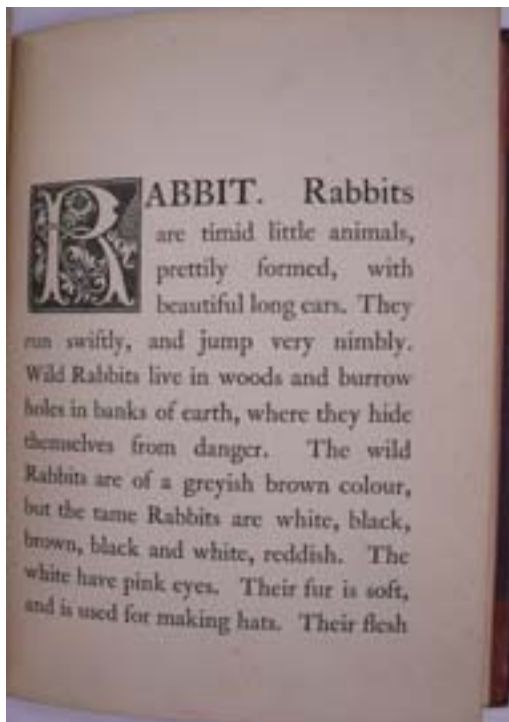 RABBIT. Rabbits
are timid little animals,
prettily formed, with
beautiful long ears. They
run swiftly, and jump very nimbly.
Wild Rabbits live in woods and burrow
holes in banks of earth, where they hide
themselves from danger. The wild
Rabbits are of a greyish brown colour,
but the tame Rabbits are white, black,
brown, black and white, reddish. The
white have pink eyes. Their fur is soft,
and is used for making hats. Their flesh